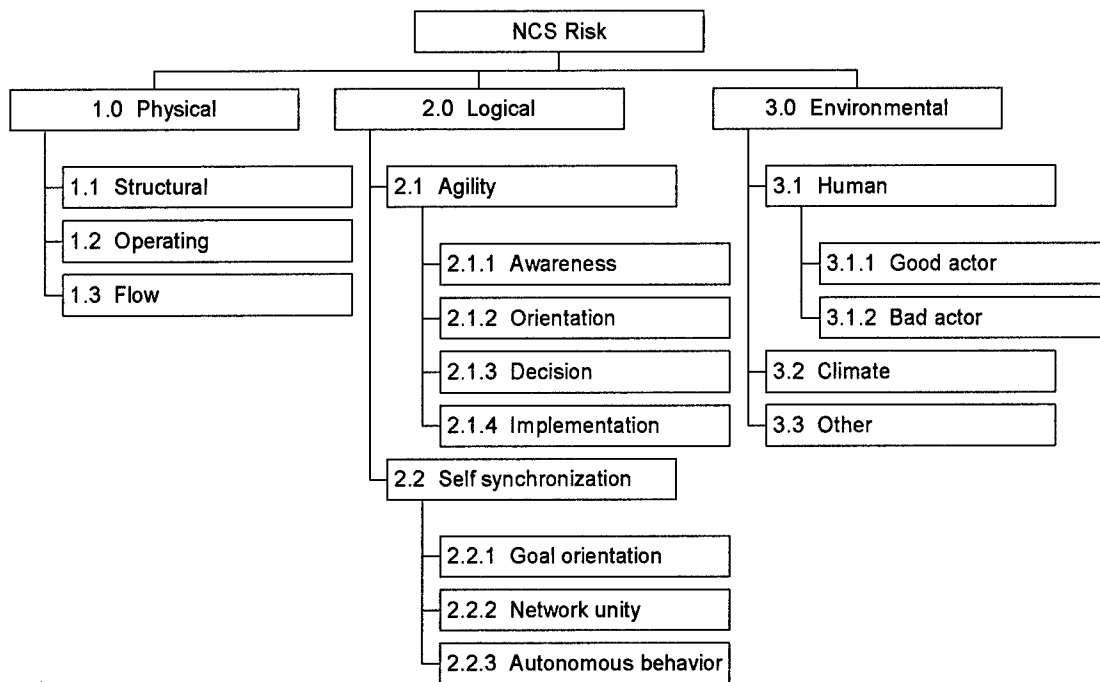 NCS Risk
1.0 Physical
1.1 Structural
1.2 Operating
1.3 Flow
2.0 Logical
2.1 Agility
2.1.1 Awareness
2.1.2 Orientation
2.1.3 Decision
2.1.4 Implementation
2.2 Self synchronization
2.2.1 Goal orientation
2.2.2 Network unity
2.2.3 Autonomous behavior
3.0 Environmental
3.1 Human
3.1.1 Good actor
3.1.2 Bad actor
3.2 Climate
3.3 Other